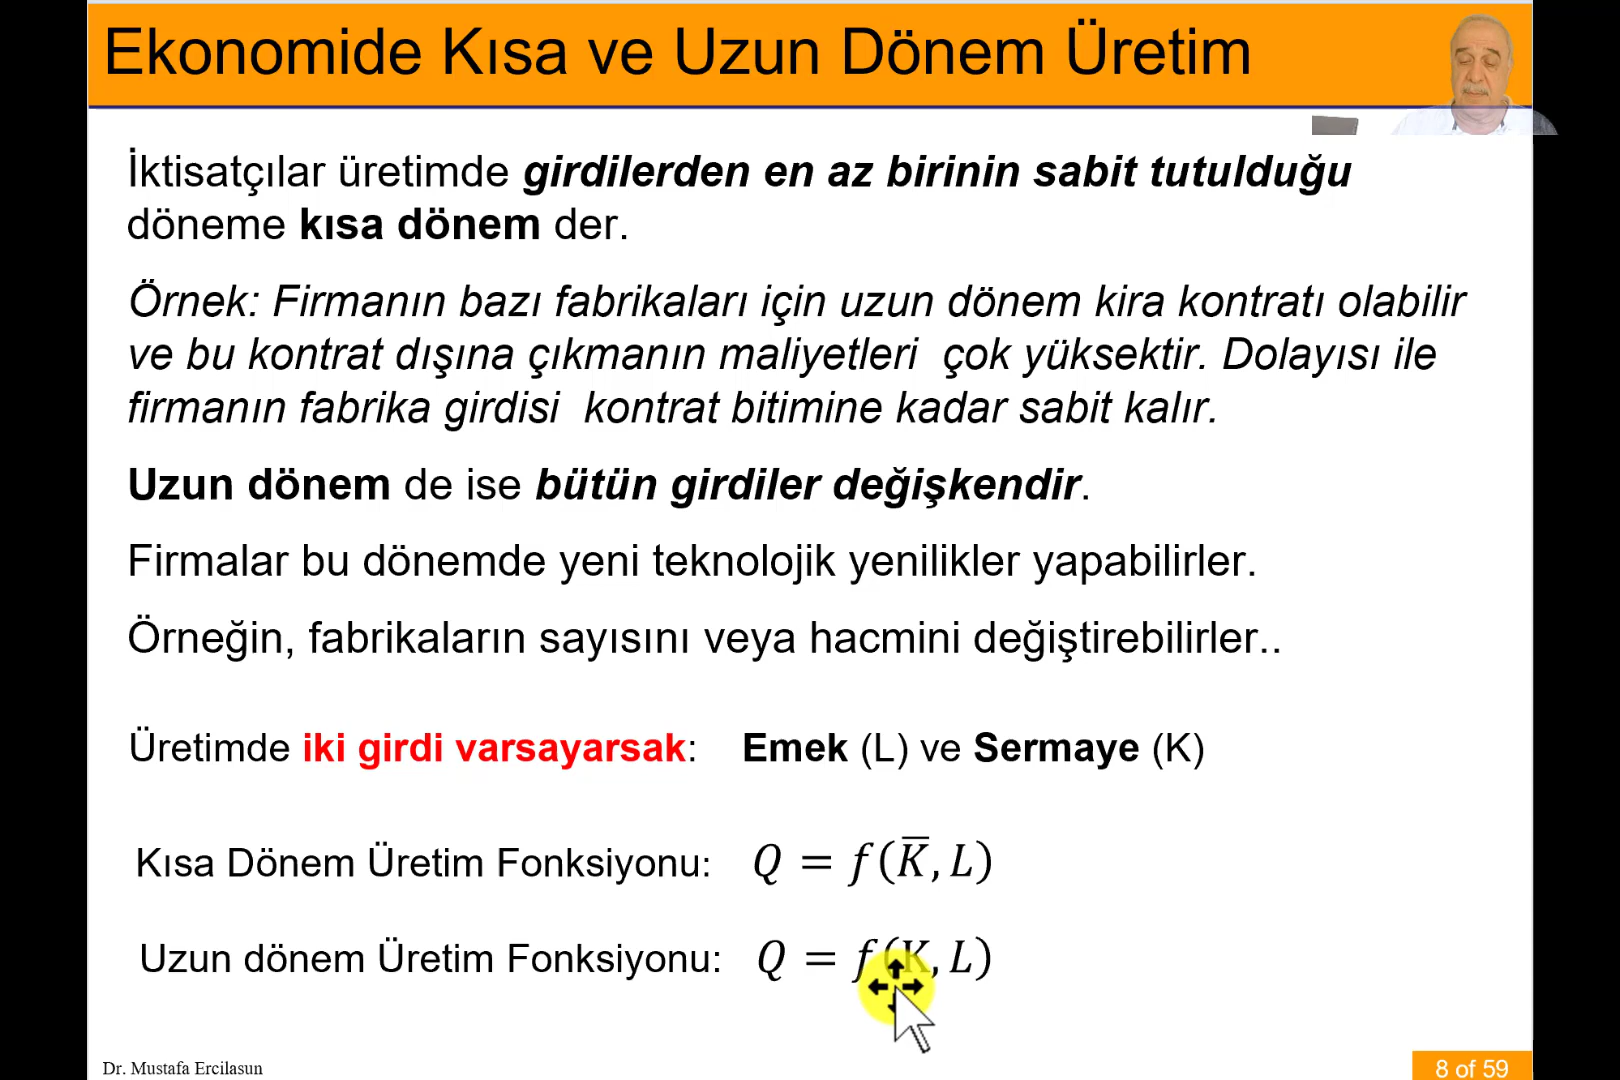 Ekonomide Kısa ve Uzun Dönem Üretim
İktisatçılar üretimde girdilerden en az birinin sabit tutulduğu
döneme kısa dönem der.
Örnek: Firmanın bazı fabrikaları için uzun dönem kira kontratı olabilir
ve bu kontrat dışına çıkmanın maliyetleri çok yüksektir. Dolayısı ile
firmanın fabrika girdisi kontrat bitimine kadar sabit kalır.
Uzun dönem de ise bütün girdiler değişkendir.
Firmalar bu dönemde yeni teknolojik yenilikler yapabilirler.
Örneğin, fabrikaların sayısını veya hacmini değiştirebilirler..
Üretimde iki girdi varsayarsak: Emek (L) ve Sermaye (K)
Kısa Dönem Üretim Fonksiyonu: Q = f(K̅, L)
Uzun dönem Üretim Fonksiyonu: Q = f(K, L)
Dr. Mustafa Ercilasun
8 of 59